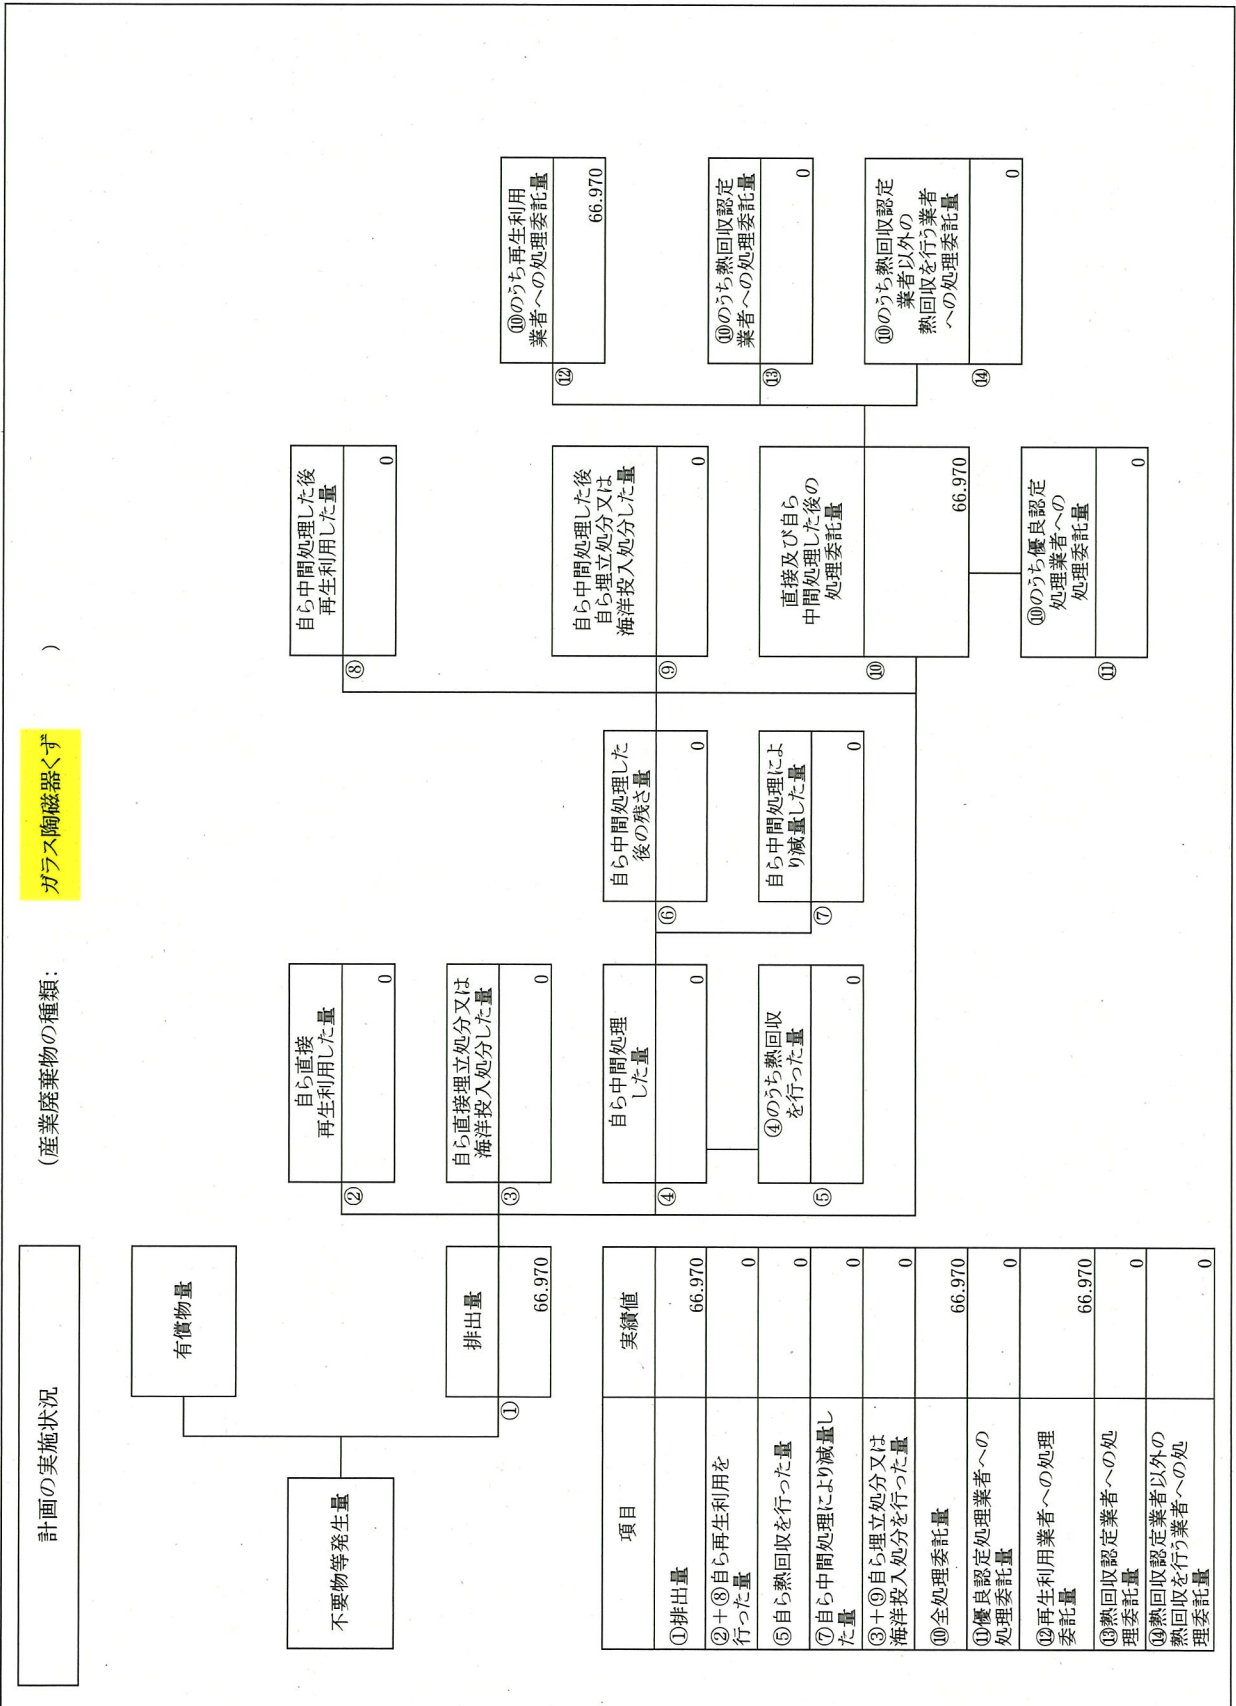 計画の実施状況
(産業廃棄物の種類: ガラス陶磁器くず )
不要物等発生量
有償物量
①
排出量
66.970
②
自ら直接
再生利用した量
0
③
自ら直接埋立処分又は
海洋投入処分した量
0
④
自ら中間処理
した量
0
⑤
④のうち熱回収
を行った量
0
⑥
自ら中間処理した
後の残さ量
0
⑦
自ら中間処理によ
り減量した量
0
⑧
自ら中間処理した後
再生利用した量
0
⑨
自ら中間処理した後
自ら埋立処分又は
海洋投入処分した量
0
⑩
直接及び自ら
中間処理した後の
処理委託量
66.970
⑪
⑩のうち優良認定
処理業者への
処理委託量
0
⑫
⑩のうち再生利用
業者への処理委託量
66.970
⑬
⑩のうち熱回収認定
業者への処理委託量
0
⑭
⑩のうち熱回収認定
業者以外の
熱回収を行う業者
への処理委託量
0
項目 実績値
①排出量 66.970
②+⑧自ら再生利用を
行った量 0
⑤自ら熱回収を行った量 0
⑦自ら中間処理により減量し
た量 0
③+⑨自ら埋立処分又は
海洋投入処分を行った量 0
⑩全処理委託量 66.970
⑪優良認定処理業者への
処理委託量 0
⑫再生利用業者への処理
委託量 66.970
⑬熱回収認定業者への処
理委託量 0
⑭熱回収認定業者以外の
熱回収を行う業者への処
理委託量 0